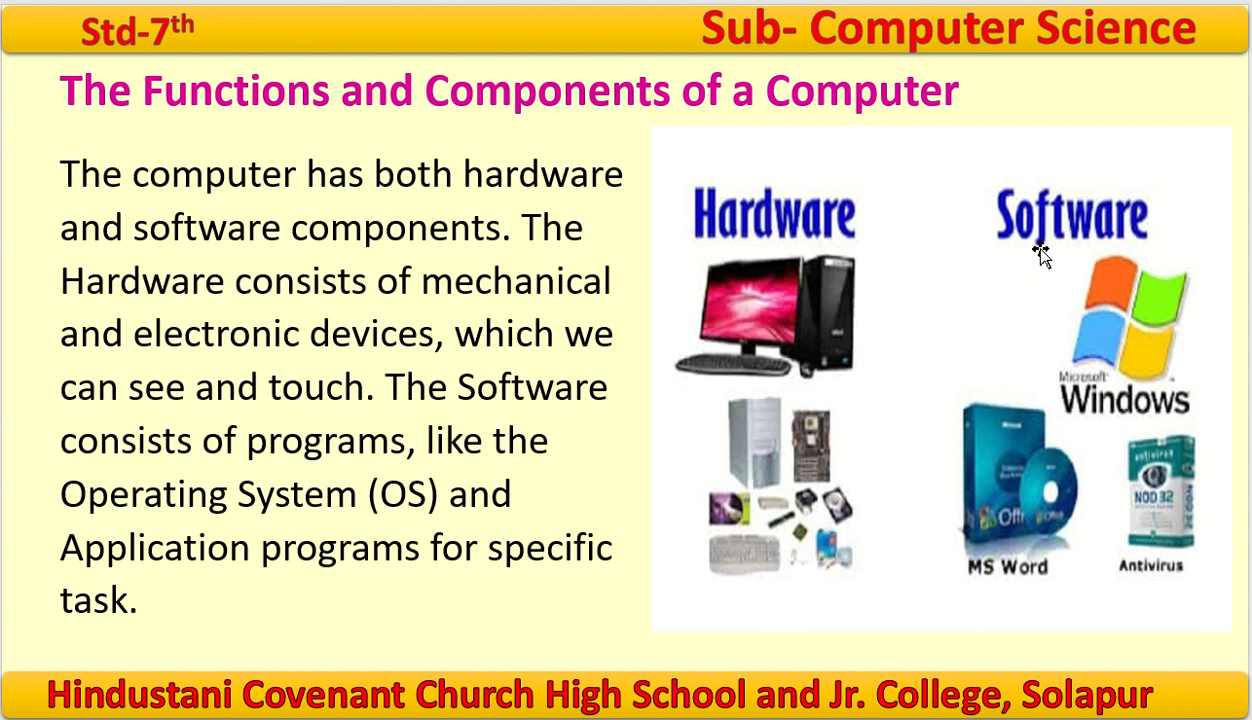 Std-7th
Sub- Computer Science
The Functions and Components of a Computer
The computer has both hardware
and software components. The
Hardware consists of mechanical
and electronic devices, which we
can see and touch. The Software
consists of programs, like the
Operating System (OS) and
Application programs for specific
task.
Hardware
Software
Microsoft
Windows
Offi
antivirus
NOD32
MS Word
Antivirus
Hindustani Covenant Church High School and Jr. College, Solapur